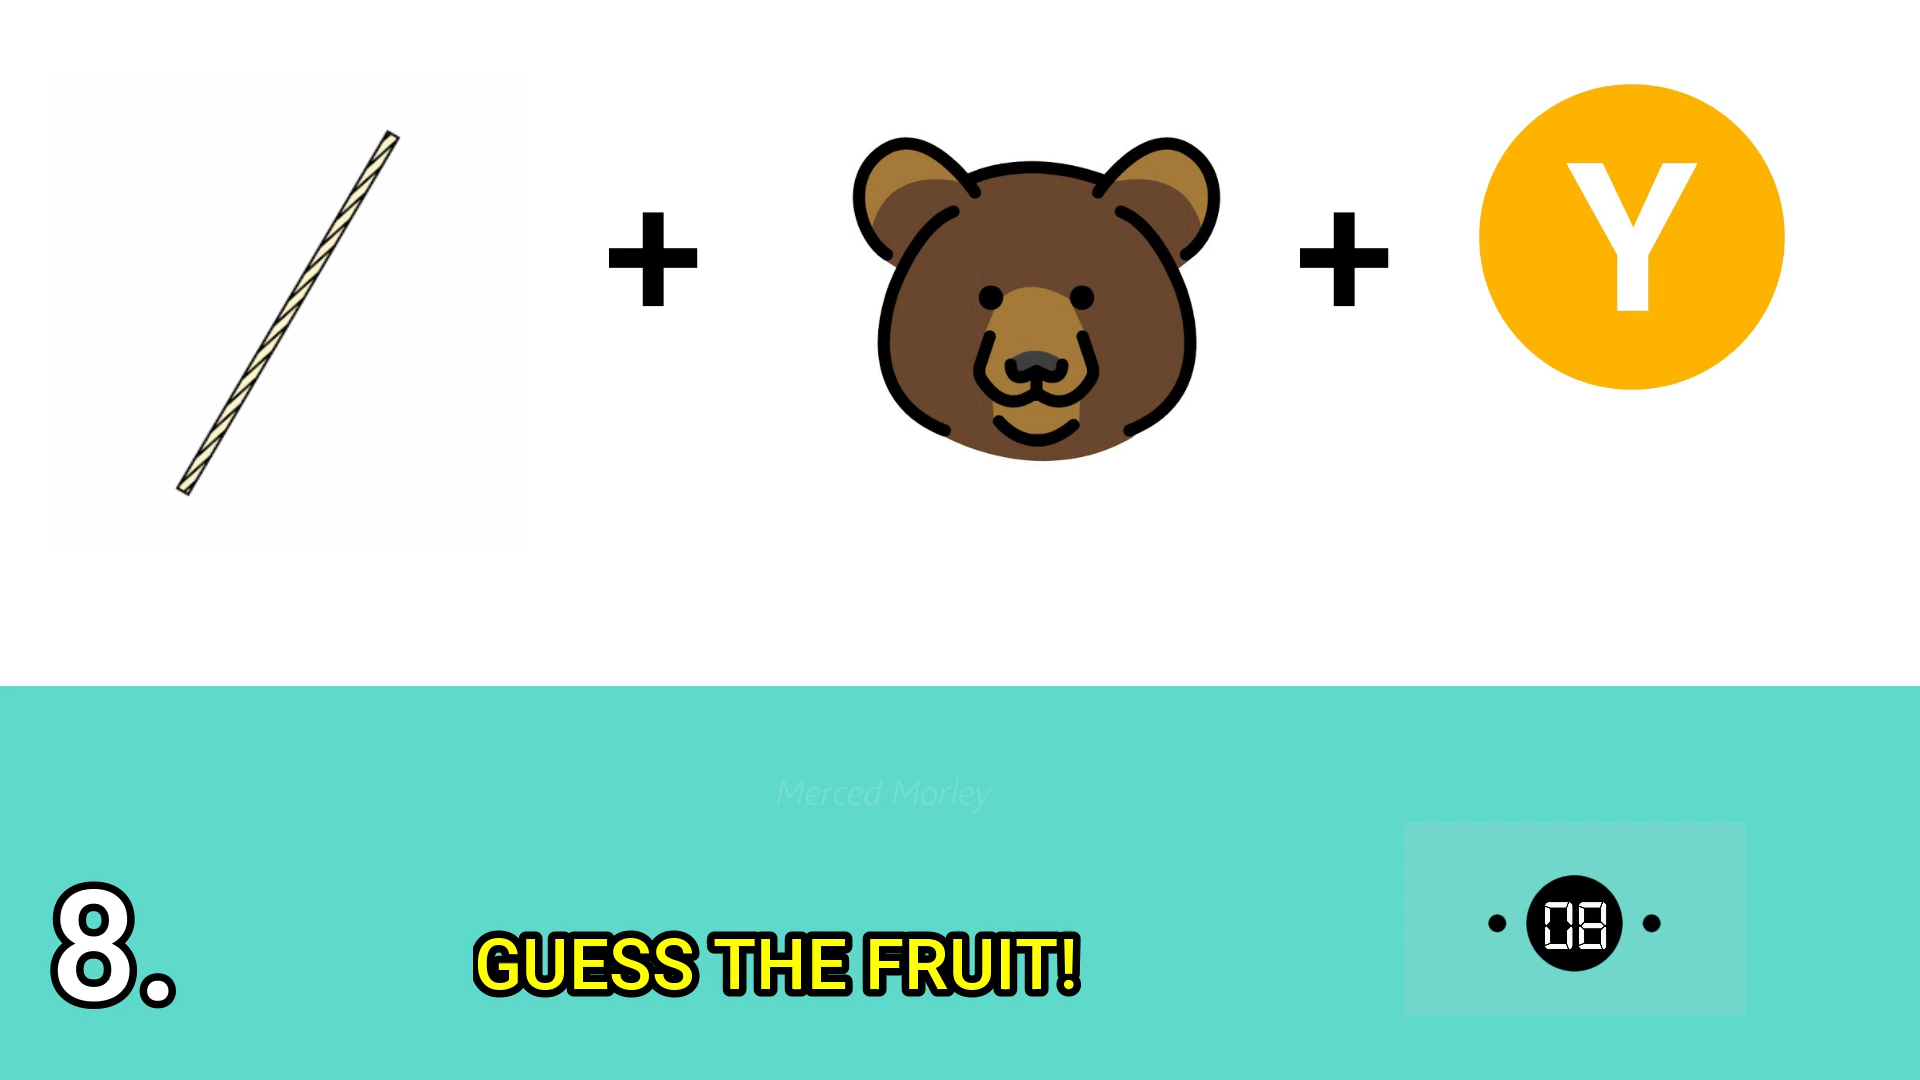 + + Y
Merced Morley
8.
GUESS THE FRUIT!
08